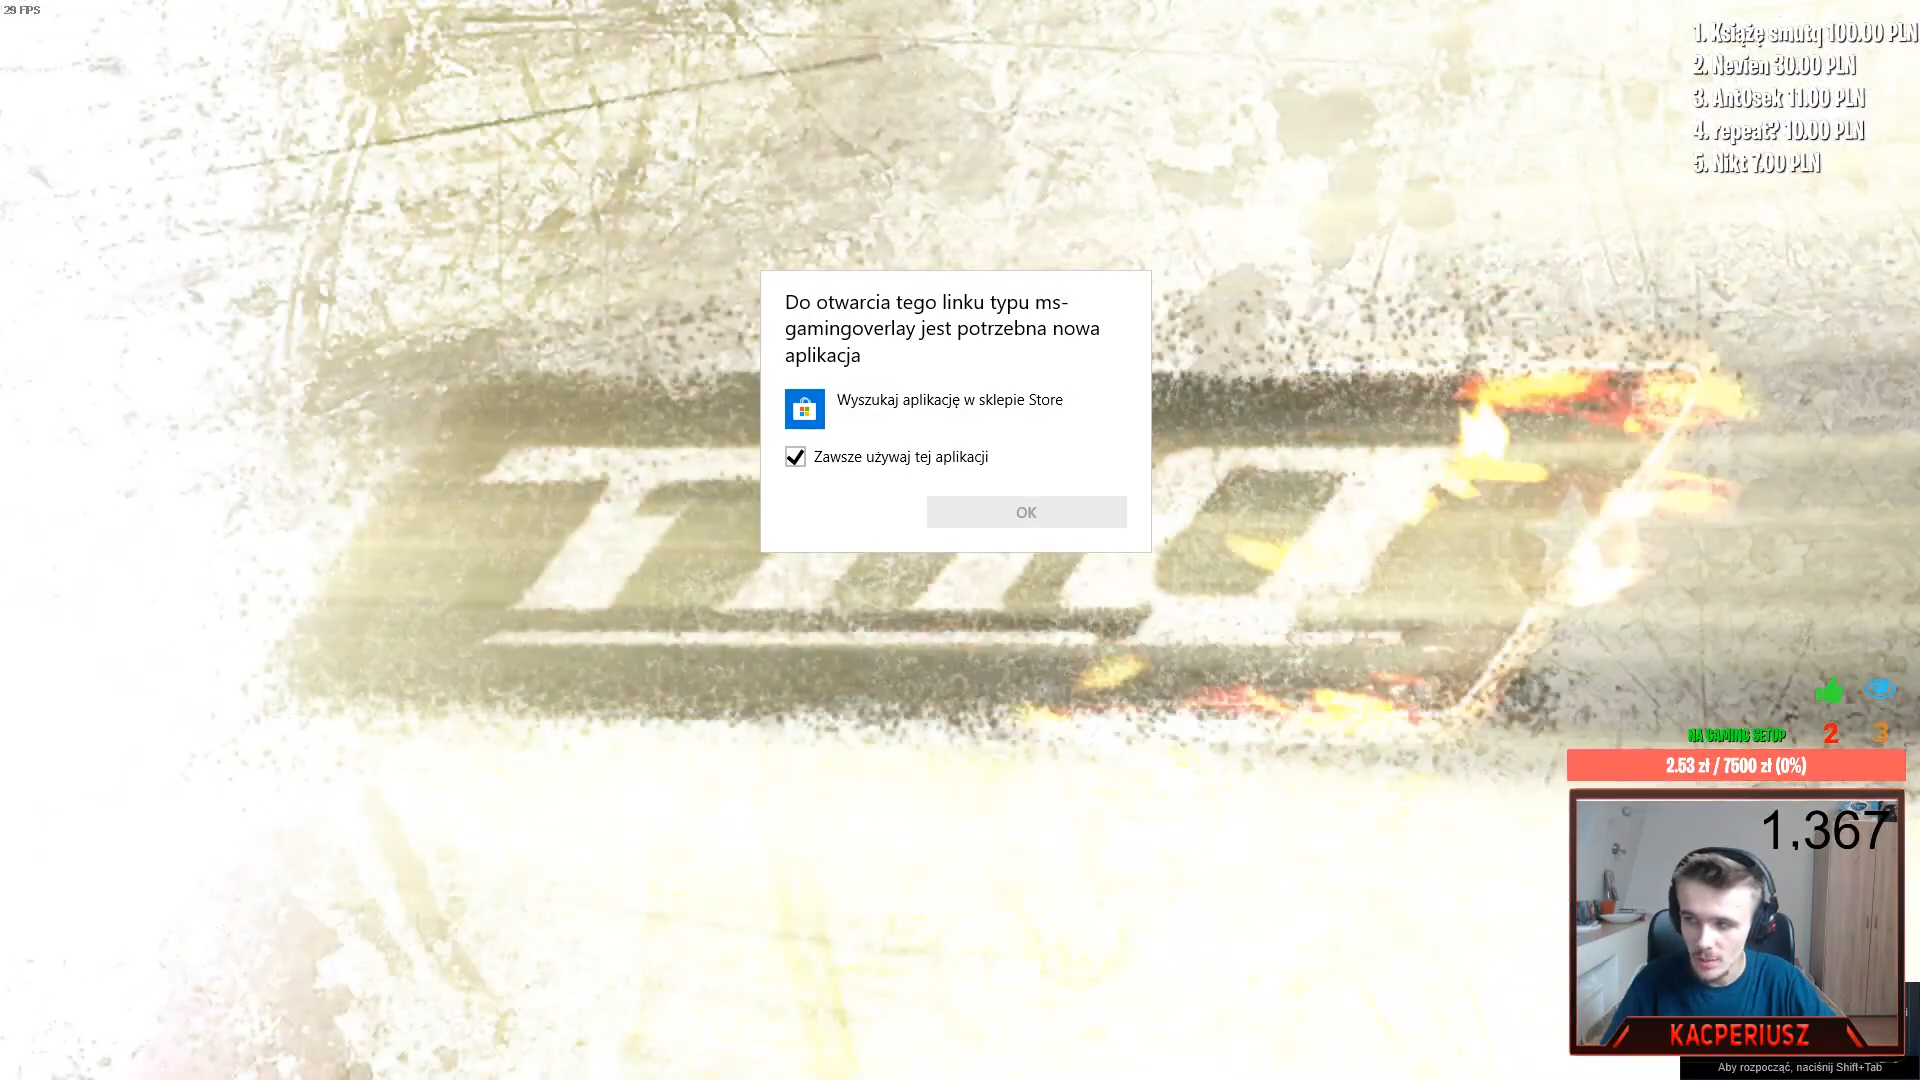 29 FPS
1. Książę smutq 100.00 PLN
2. Nevien 30.00 PLN
3. Ant0sek 11.00 PLN
4. repeat? 10.00 PLN
5. Nikt 7.00 PLN
Do otwarcia tego linku typu ms-
gamingoverlay jest potrzebna nowa
aplikacja
Wyszukaj aplikację w sklepie Store
Zawsze używaj tej aplikacji
OK
NA GAMING SETUP
2
3
2.53 zł / 7500 zł (0%)
1,367
KACPERIUSZ
Aby rozpocząć, naciśnij Shift+Tab